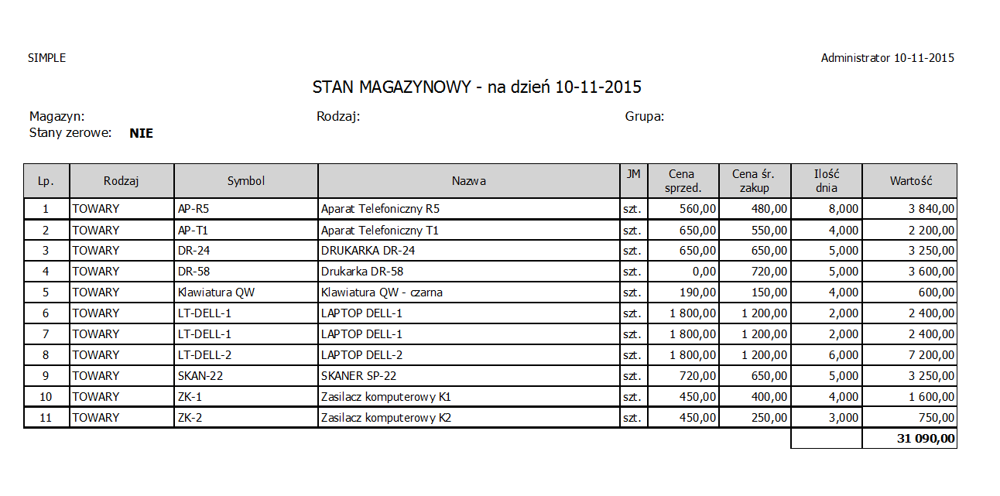 SIMPLE Administrator 10-11-2015
STAN MAGAZYNOWY - na dzień 10-11-2015
Magazyn: Rodzaj: Grupa:
Stany zerowe: NIE
Lp. Rodzaj Symbol Nazwa JM Cena sprzed. Cena śr. zakup Ilość dnia Wartość
1 TOWARY AP-R5 Aparat Telefoniczny R5 szt. 560,00 480,00 8,000 3 840,00
2 TOWARY AP-T1 Aparat Telefoniczny T1 szt. 650,00 550,00 4,000 2 200,00
3 TOWARY DR-24 DRUKARKA DR-24 szt. 650,00 650,00 5,000 3 250,00
4 TOWARY DR-58 Drukarka DR-58 szt. 0,00 720,00 5,000 3 600,00
5 TOWARY Klawiatura QW Klawiatura QW - czarna szt. 190,00 150,00 4,000 600,00
6 TOWARY LT-DELL-1 LAPTOP DELL-1 szt. 1 800,00 1 200,00 2,000 2 400,00
7 TOWARY LT-DELL-1 LAPTOP DELL-1 szt. 1 800,00 1 200,00 2,000 2 400,00
8 TOWARY LT-DELL-2 LAPTOP DELL-2 szt. 1 800,00 1 200,00 6,000 7 200,00
9 TOWARY SKAN-22 SKANER SP-22 szt. 720,00 650,00 5,000 3 250,00
10 TOWARY ZK-1 Zasilacz komputerowy K1 szt. 450,00 400,00 4,000 1 600,00
11 TOWARY ZK-2 Zasilacz komputerowy K2 szt. 450,00 250,00 3,000 750,00
31 090,00